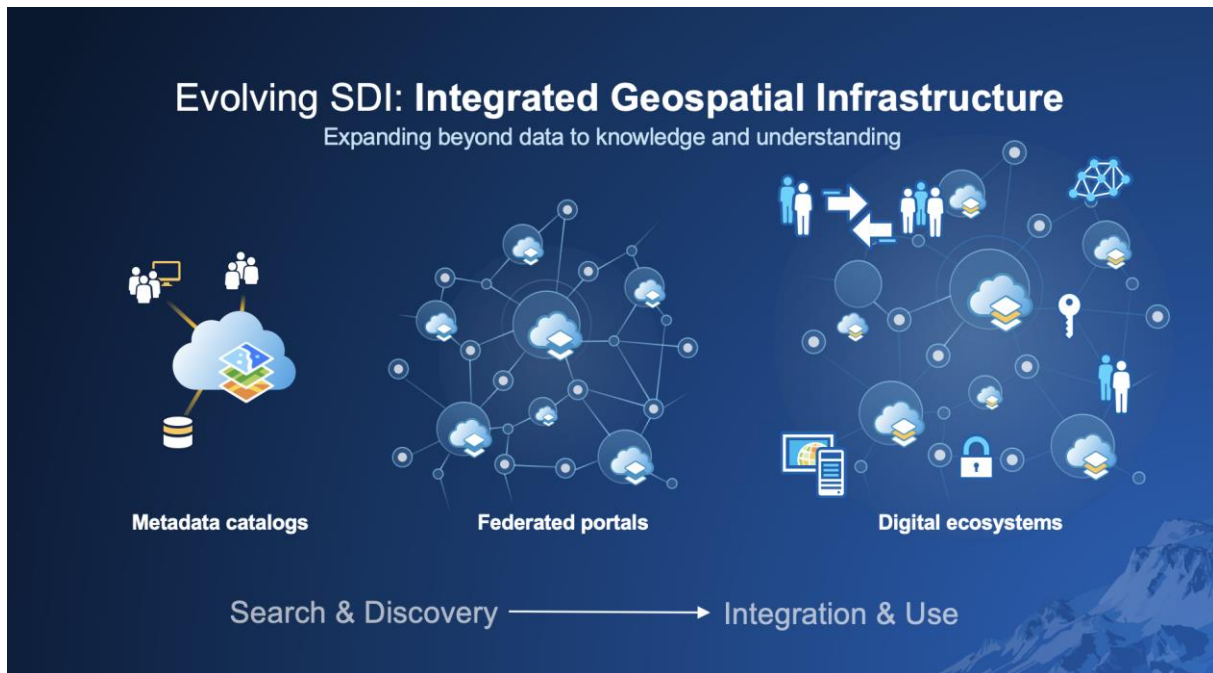 Evolving SDI: Integrated Geospatial Infrastructure
Expanding beyond data to knowledge and understanding
Metadata catalogs
Federated portals
Digital ecosystems
Search & Discovery
Integration & Use